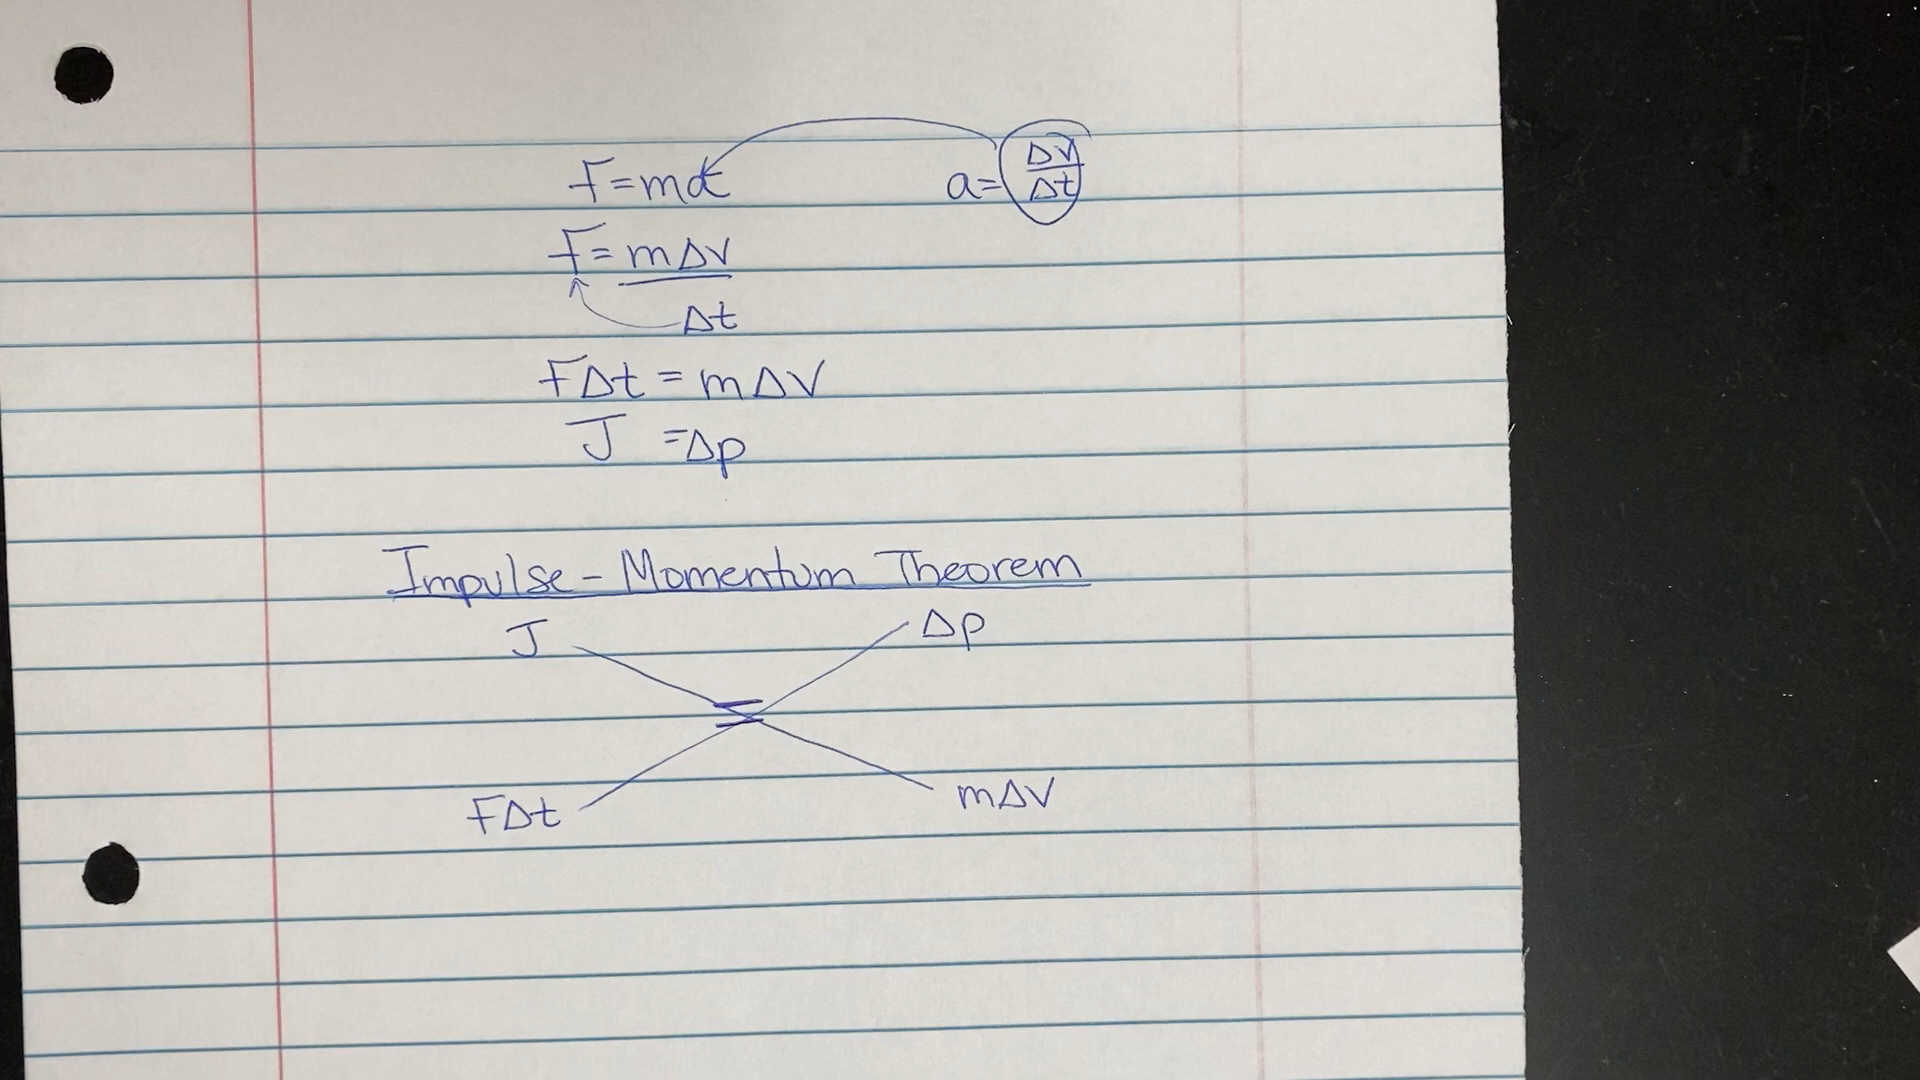 F=ma a=ΔV/Δt
F=mΔV
Δt
FΔt=mΔV
J =Δp
Impulse-Momentum Theorem
J Δp
=
FΔt mΔV